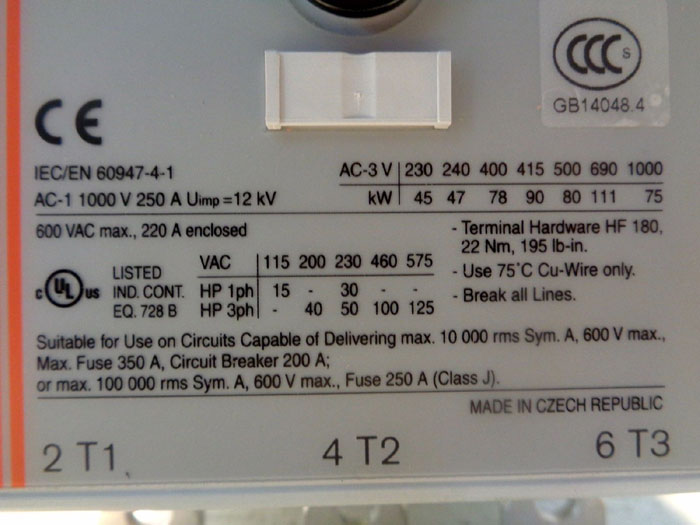 CCC S
GB14048.4
CE
IEC/EN 60947-4-1
AC-1 1000 V 250 A Uimp =12 kV
AC-3 V 230 240 400 415 500 690 1000
kW 45 47 78 90 80 111 75
600 VAC max., 220 A enclosed
- Terminal Hardware HF 180,
22 Nm, 195 lb-in.
- Use 75°C Cu-Wire only.
- Break all Lines.
c UL us
LISTED
IND. CONT.
EQ. 728 B
VAC 115 200 230 460 575
HP 1ph 15 - 30 - -
HP 3ph - 40 50 100 125
Suitable for Use on Circuits Capable of Delivering max. 10 000 rms Sym. A, 600 V max.,
Max. Fuse 350 A, Circuit Breaker 200 A;
or max. 100 000 rms Sym. A, 600 V max., Fuse 250 A (Class J).
MADE IN CZECH REPUBLIC
2 T1 4 T2 6 T3